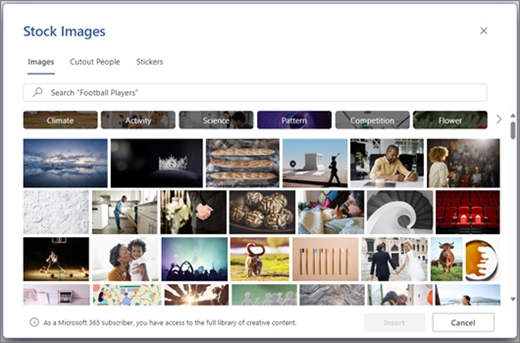 Stock Images
Images Cutout People Stickers
Search "Football Players"
Climate Activity Science Pattern Competition Flower
As a Microsoft 365 subscriber, you have access to the full library of creative content.
Insert Cancel